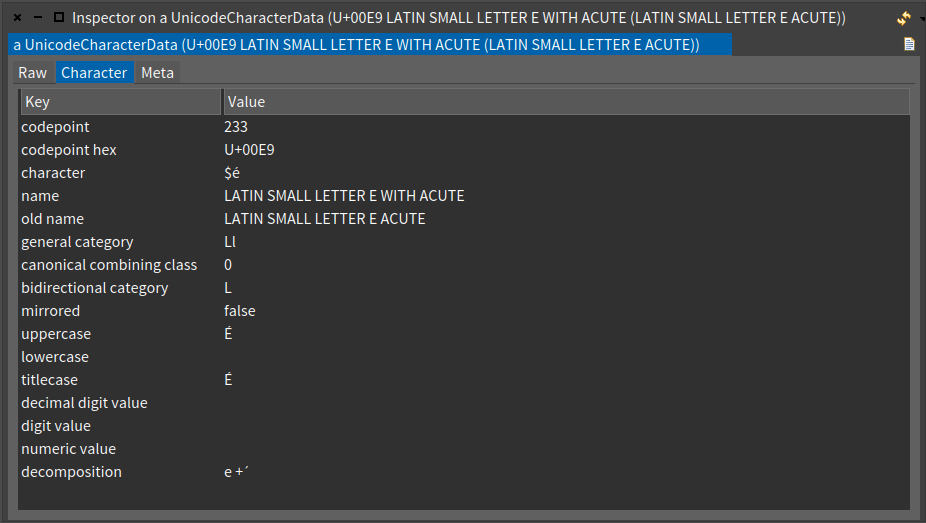 Inspector on a UnicodeCharacterData (U+00E9 LATIN SMALL LETTER E WITH ACUTE (LATIN SMALL LETTER E ACUTE))
a UnicodeCharacterData (U+00E9 LATIN SMALL LETTER E WITH ACUTE (LATIN SMALL LETTER E ACUTE))
Raw Character Meta
Key Value
codepoint 233
codepoint hex U+00E9
character $é
name LATIN SMALL LETTER E WITH ACUTE
old name LATIN SMALL LETTER E ACUTE
general category Ll
canonical combining class 0
bidirectional category L
mirrored false
uppercase É
lowercase
titlecase É
decimal digit value
digit value
numeric value
decomposition e +´